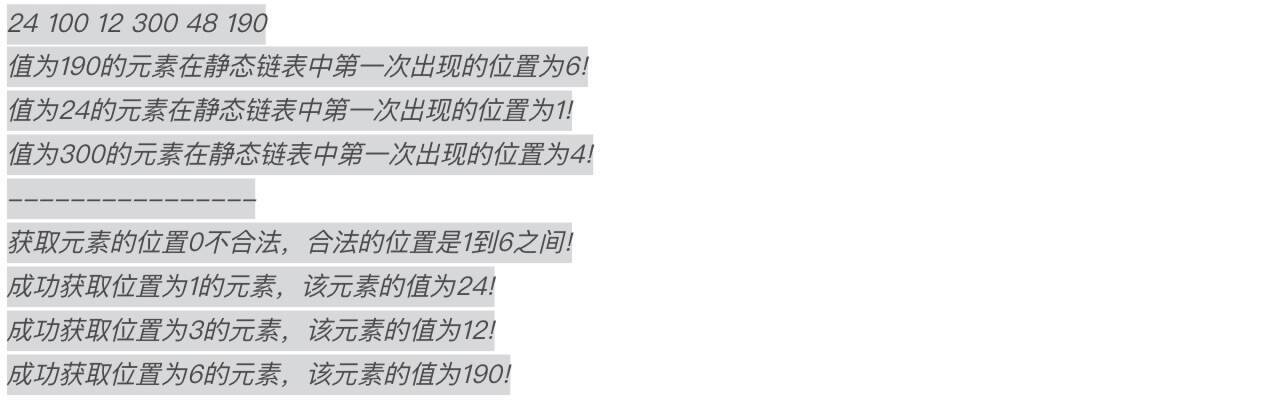 24 100 12 300 48 190
值为190的元素在静态链表中第一次出现的位置为6!
值为24的元素在静态链表中第一次出现的位置为1!
值为300的元素在静态链表中第一次出现的位置为4!
----------------
获取元素的位置0不合法，合法的位置是1到6之间!
成功获取位置为1的元素，该元素的值为24!
成功获取位置为3的元素，该元素的值为12!
成功获取位置为6的元素，该元素的值为190!